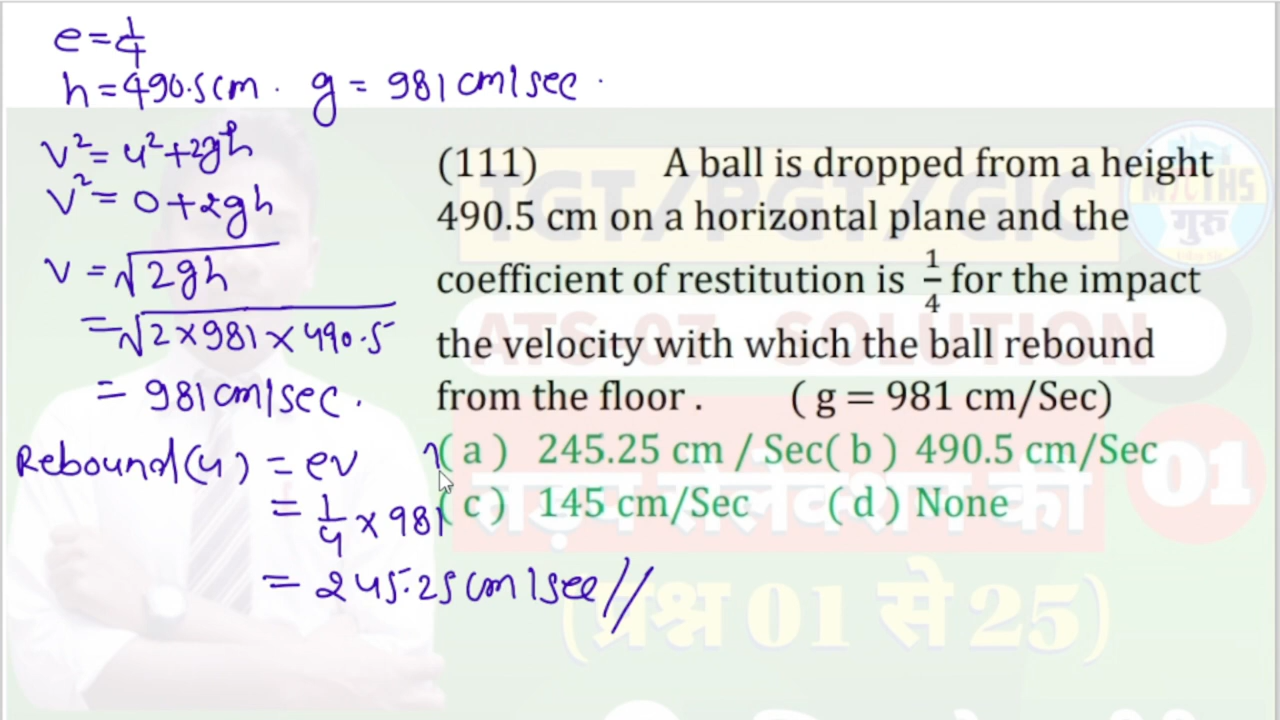 e = 1/4
h = 490.5 cm. g = 981 cm/sec.
v² = u² + 2gh
v² = 0 + 2gh
v = √2gh
= √2×981×490.5
= 981 cm/sec.
Rebound (u) = ev
= 1/4 × 981
= 245.25 cm/sec //
(111) A ball is dropped from a height
490.5 cm on a horizontal plane and the
coefficient of restitution is 1/4 for the impact
the velocity with which the ball rebound
from the floor . ( g = 981 cm/Sec)
( a ) 245.25 cm / Sec( b ) 490.5 cm/Sec
( c ) 145 cm/Sec ( d ) None
TGT/PGT/GIC
MATHS
गुरु
ATS-07 SOLUTION
सेलेक्शन की
01
(प्रश्न 01 से 25)